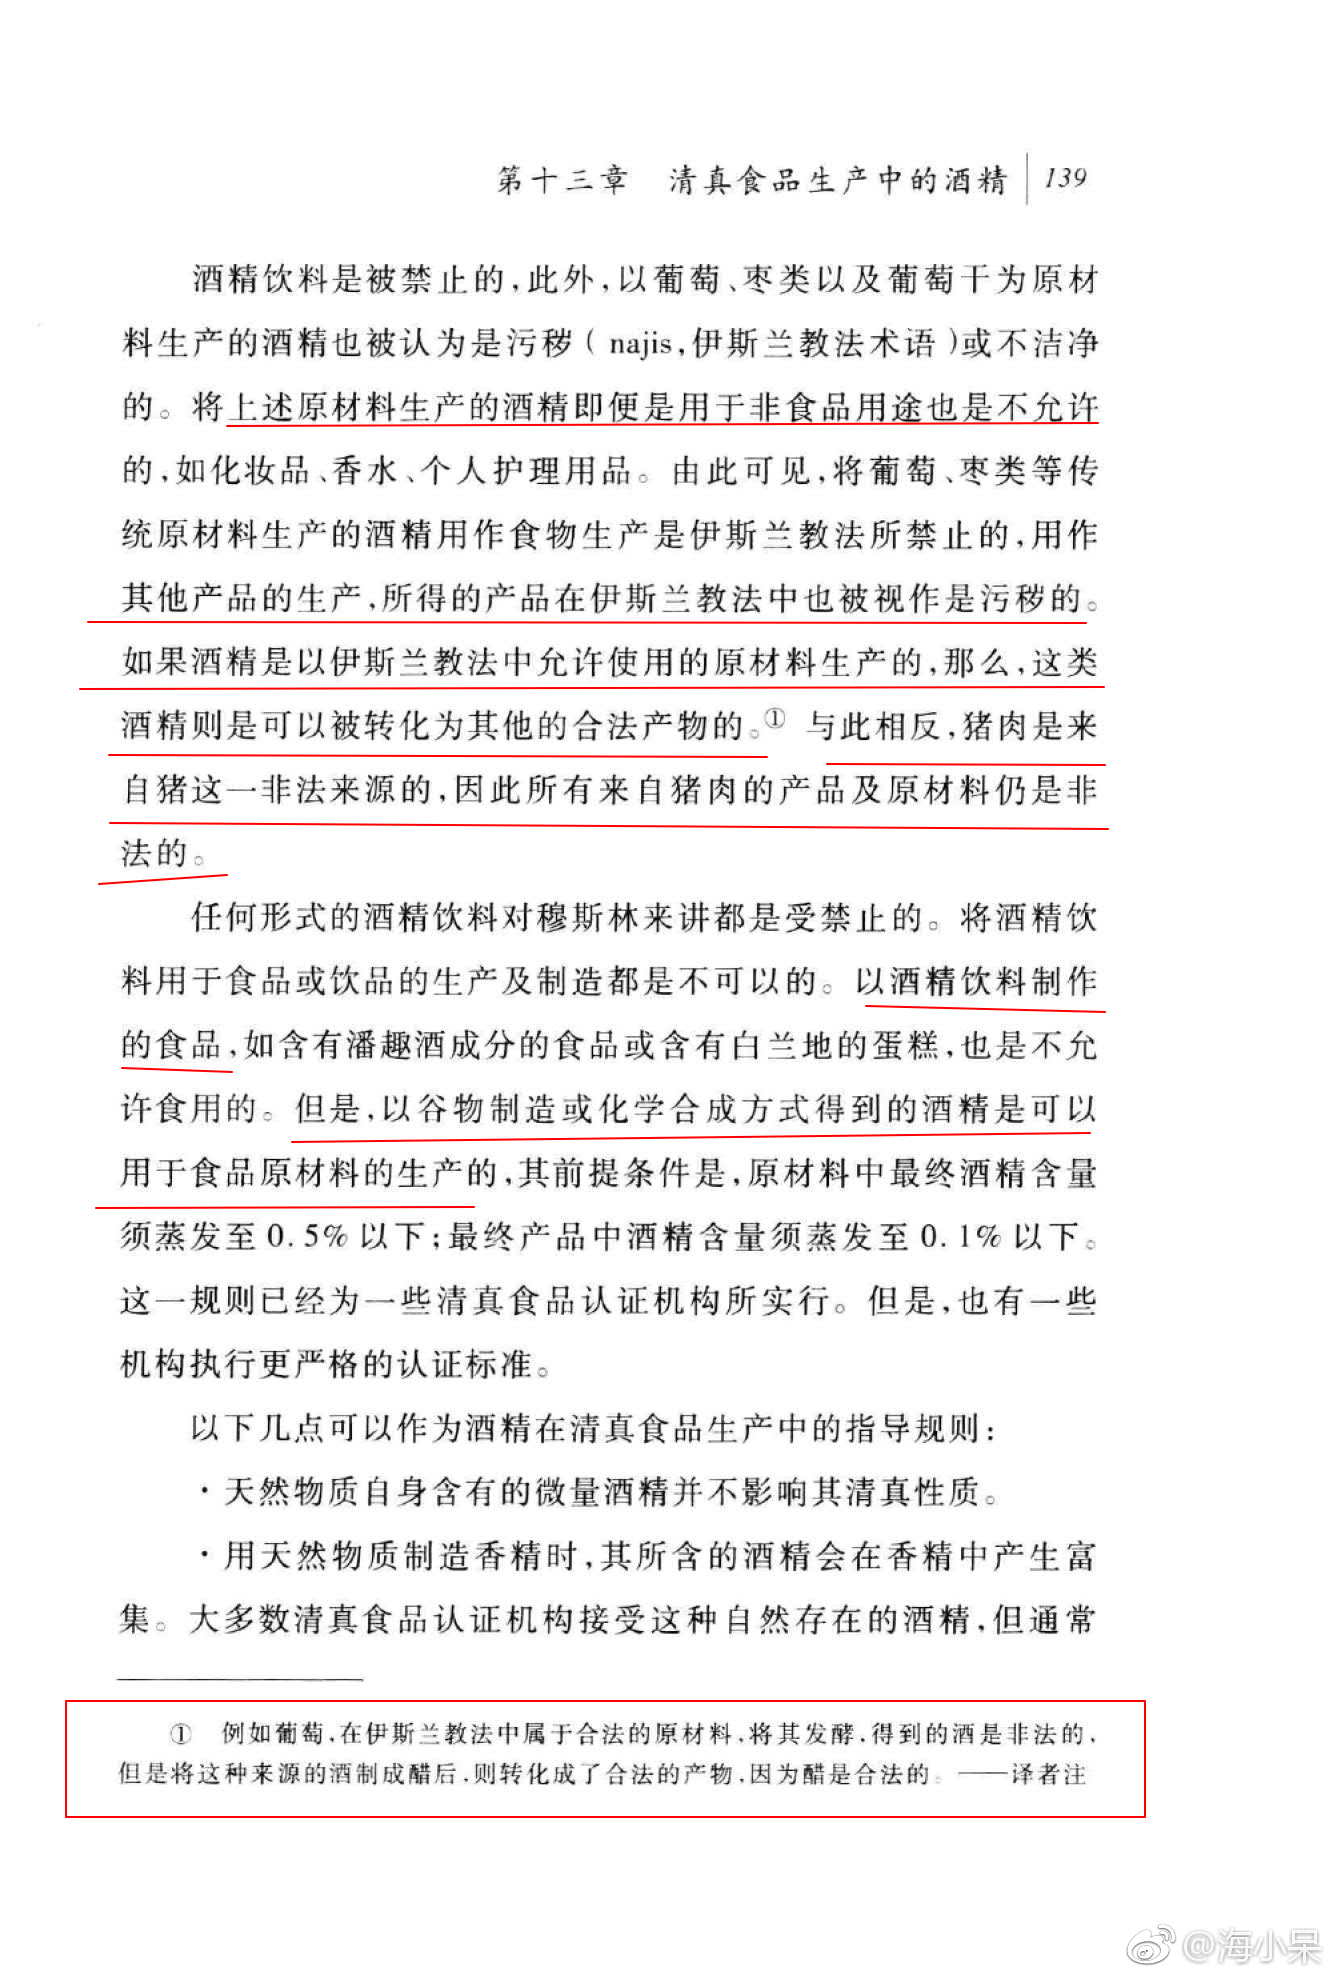 第十三章 清真食品生产中的酒精 139
酒精饮料是被禁止的,此外,以葡萄、枣类以及葡萄干为原材
料生产的酒精也被认为是污秽( najis,伊斯兰教法术语)或不洁净
的。将上述原材料生产的酒精即便是用于非食品用途也是不允许
的,如化妆品、香水、个人护理用品。由此可见,将葡萄、枣类等传
统原材料生产的酒精用作食物生产是伊斯兰教法所禁止的,用作
其他产品的生产,所得的产品在伊斯兰教法中也被视作是污秽的。
如果酒精是以伊斯兰教法中允许使用的原材料生产的,那么,这类
酒精则是可以被转化为其他的合法产物的。① 与此相反,猪肉是来
自猪这一非法来源的,因此所有来自猪肉的产品及原材料仍是非
法的。
任何形式的酒精饮料对穆斯林来讲都是受禁止的。将酒精饮
料用于食品或饮品的生产及制造都是不可以的。以酒精饮料制作
的食品,如含有潘趣酒成分的食品或含有白兰地的蛋糕,也是不允
许食用的。但是,以谷物制造或化学合成方式得到的酒精是可以
用于食品原材料的生产的,其前提条件是,原材料中最终酒精含量
须蒸发至 0.5% 以下;最终产品中酒精含量须蒸发至 0.1% 以下。
这一规则已经为一些清真食品认证机构所实行。但是,也有一些
机构执行更严格的认证标准。
以下几点可以作为酒精在清真食品生产中的指导规则:
·天然物质自身含有的微量酒精并不影响其清真性质。
·用天然物质制造香精时,其所含的酒精会在香精中产生富
集。大多数清真食品认证机构接受这种自然存在的酒精,但通常
① 例如葡萄,在伊斯兰教法中属于合法的原材料,将其发酵,得到的酒是非法的,
但是将这种来源的酒制成醋后,则转化成了合法的产物,因为醋是合法的。——译者注
@海小呆